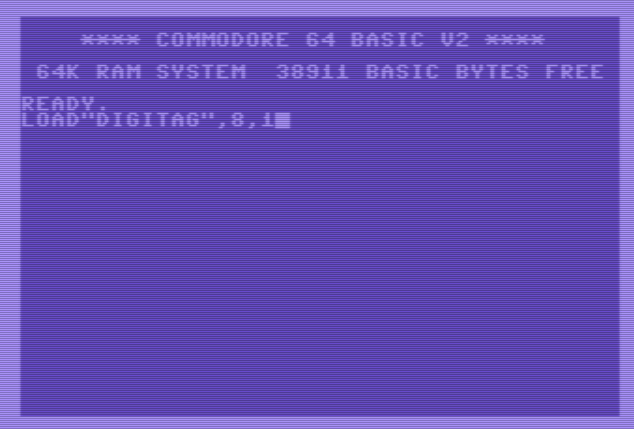 **** COMMODORE 64 BASIC V2 ****
64K RAM SYSTEM  38911 BASIC BYTES FREE
READY.
LOAD"DIGITAG",8,1